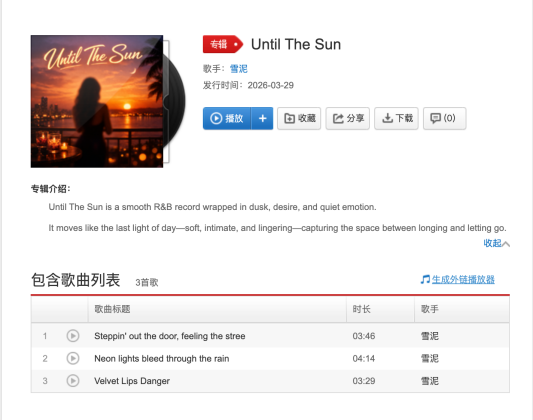 Until The Sun
专辑
Until The Sun
歌手：雪泥
发行时间：2026-03-29
播放
收藏
分享
下载
(0)
专辑介绍：
Until The Sun is a smooth R&B record wrapped in dusk, desire, and quiet emotion.
It moves like the last light of day—soft, intimate, and lingering—capturing the space between longing and letting go.
收起
包含歌曲列表 3首歌
生成外链播放器
歌曲标题 时长 歌手
1 Steppin' out the door, feeling the stree 03:46 雪泥
2 Neon lights bleed through the rain 04:14 雪泥
3 Velvet Lips Danger 03:29 雪泥